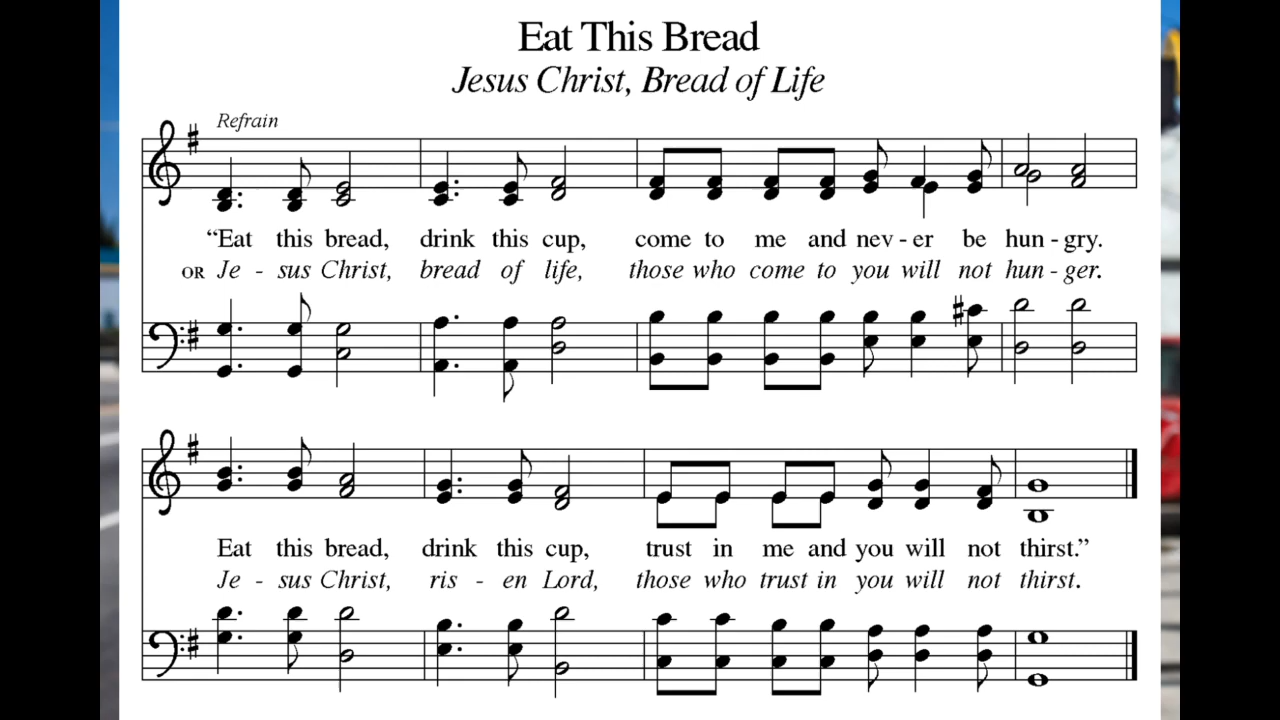 Eat This Bread
Jesus Christ, Bread of Life
Refrain
“Eat this bread, drink this cup, come to me and nev - er be hun - gry.
OR Je - sus Christ, bread of life, those who come to you will not hun - ger.
Eat this bread, drink this cup, trust in me and you will not thirst.”
Je - sus Christ, ris - en Lord, those who trust in you will not thirst.